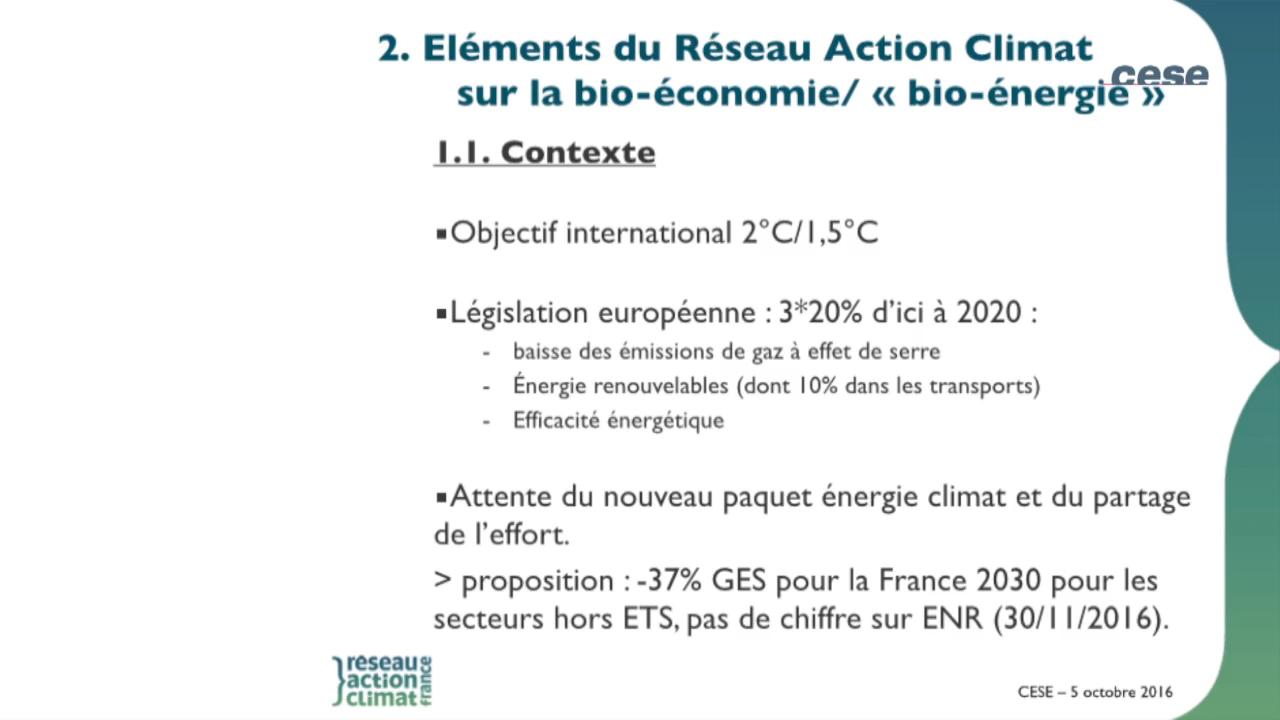 2. Eléments du Réseau Action Climat
sur la bio-économie/ « bio-énergie »
cese
1.1. Contexte
▪Objectif international 2°C/1,5°C
▪Législation européenne : 3*20% d’ici à 2020 :
- baisse des émissions de gaz à effet de serre
- Énergie renouvelables (dont 10% dans les transports)
- Efficacité énergétique
▪Attente du nouveau paquet énergie climat et du partage
de l’effort.
> proposition : -37% GES pour la France 2030 pour les
secteurs hors ETS, pas de chiffre sur ENR (30/11/2016).
réseau
action
climat
france
CESE – 5 octobre 2016